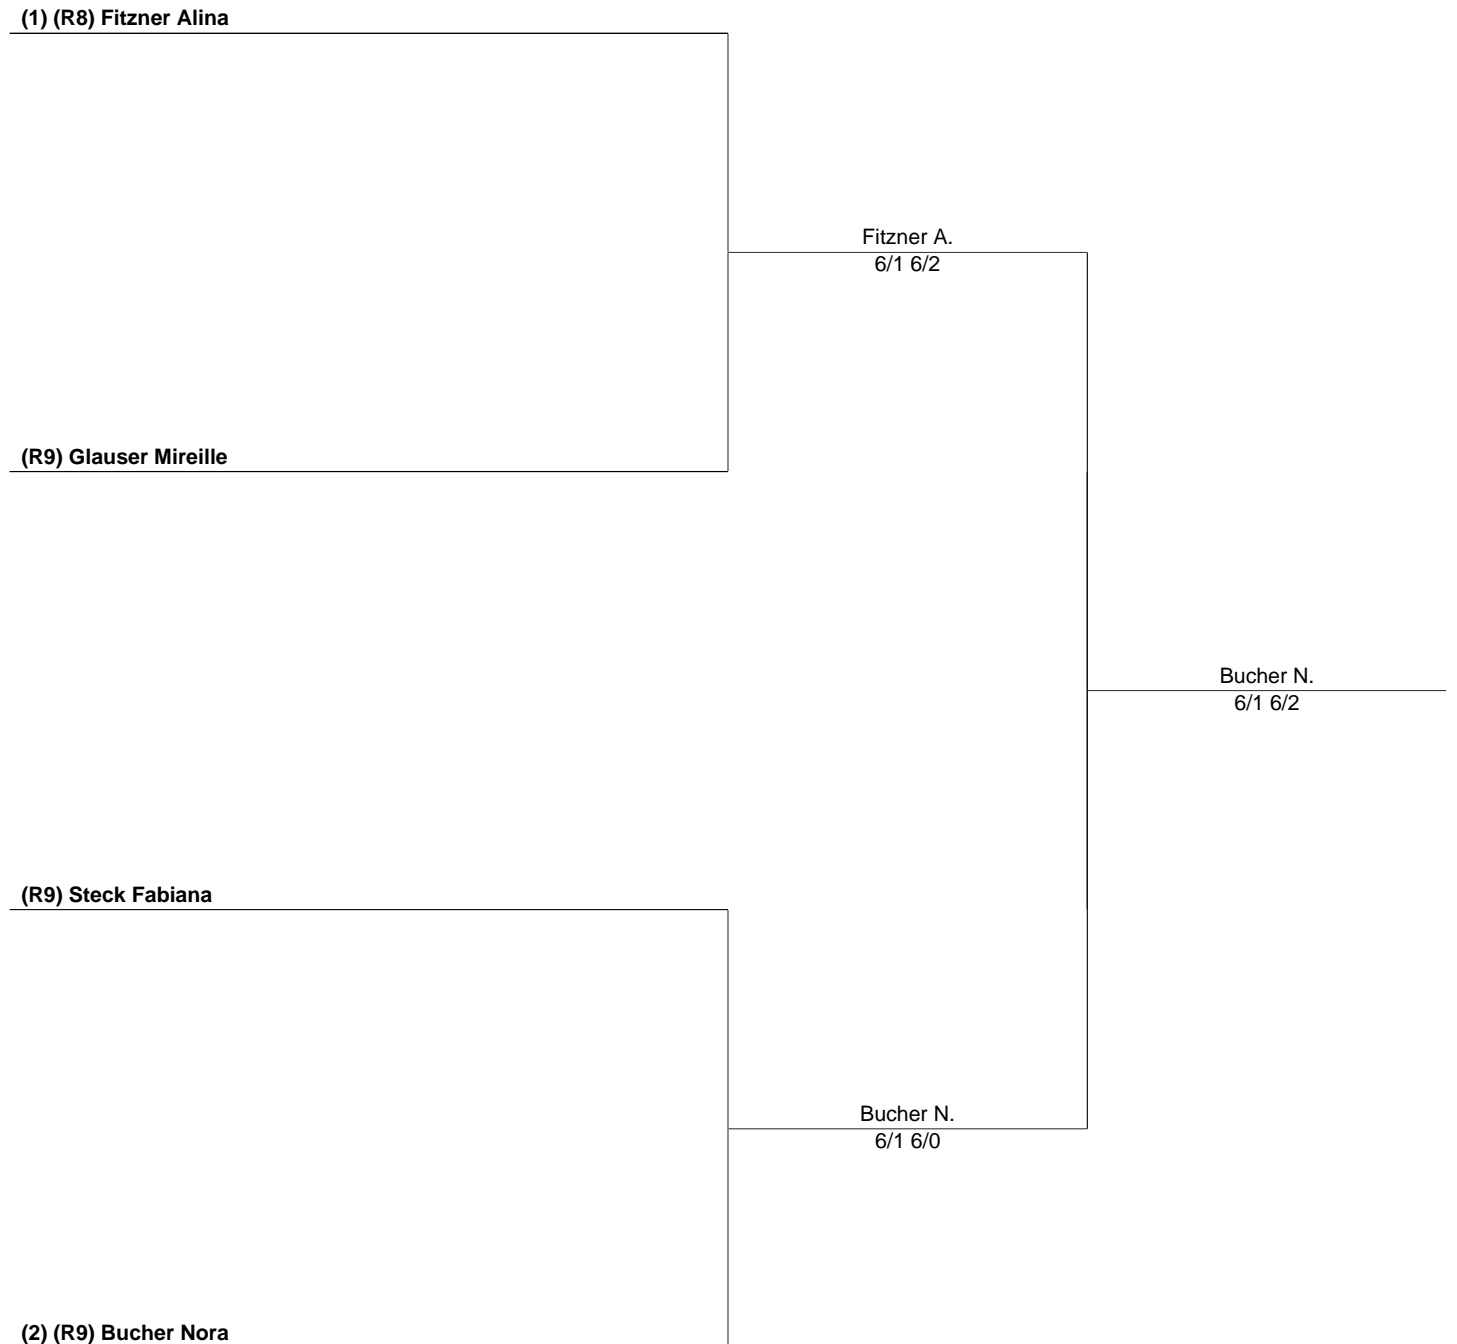 (1) (R8) Fitzner Alina
Fitzner A.
6/1 6/2
(R9) Glauser Mireille
Bucher N.
6/1 6/2
(R9) Steck Fabiana
Bucher N.
6/1 6/0
(2) (R9) Bucher Nora